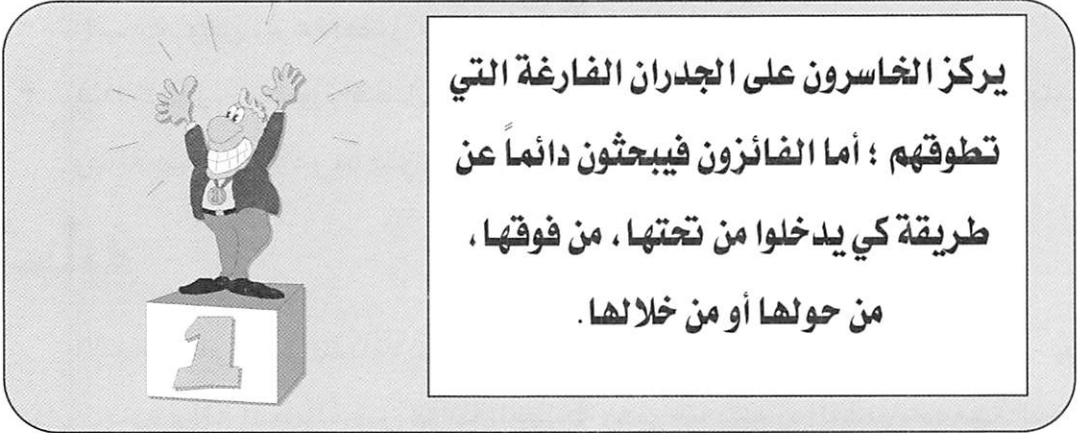 يركز الخاسرون على الجدران الفارغة التي
تطوقهم ؛ أما الفائزون فيبحثون دائماً عن
طريقة كي يدخلوا من تحتها، من فوقها،
من حولها أو من خلالها.
1